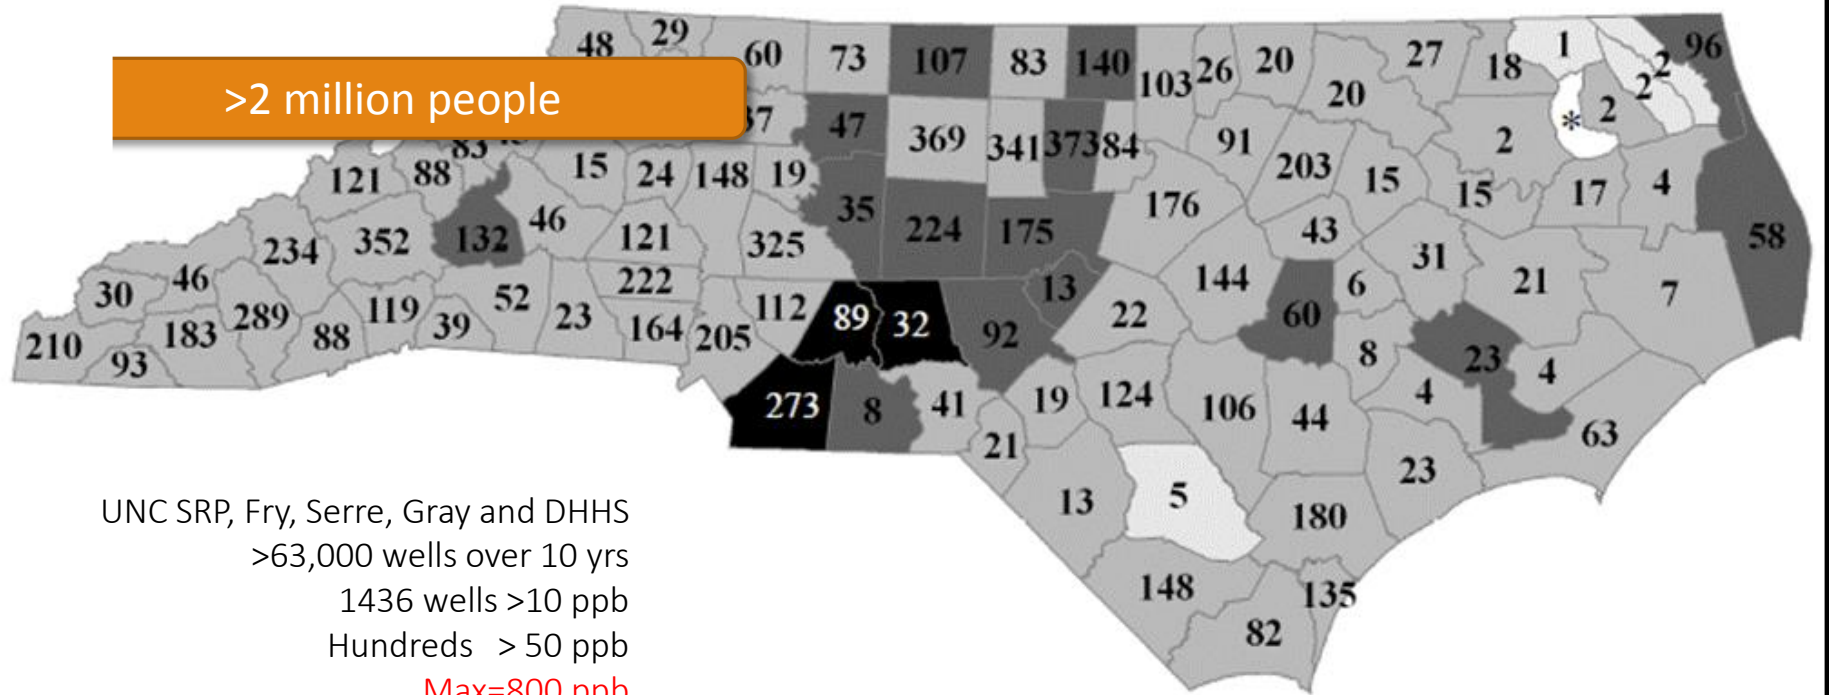 48 29 60 73 107 83 140 103 26 20 20 27 18 1 2 2 96
>2 million people
37 47 369 341 373 84 91 203 15 2 * 2
83 121 88 15 24 148 19 35 224 175 176 43 15 17 4 58
234 352 132 46 121 325 144 31 21 7
30 46 289 119 39 52 23 222 164 205 112 89 32 92 13 22 60 6
210 93 183 88 273 8 41 19 124 106 44 8 23 4 4 63
21 13 5 180 23
148 82 135
UNC SRP, Fry, Serre, Gray and DHHS
>63,000 wells over 10 yrs
1436 wells >10 ppb
Hundreds > 50 ppb
Max=800 ppb